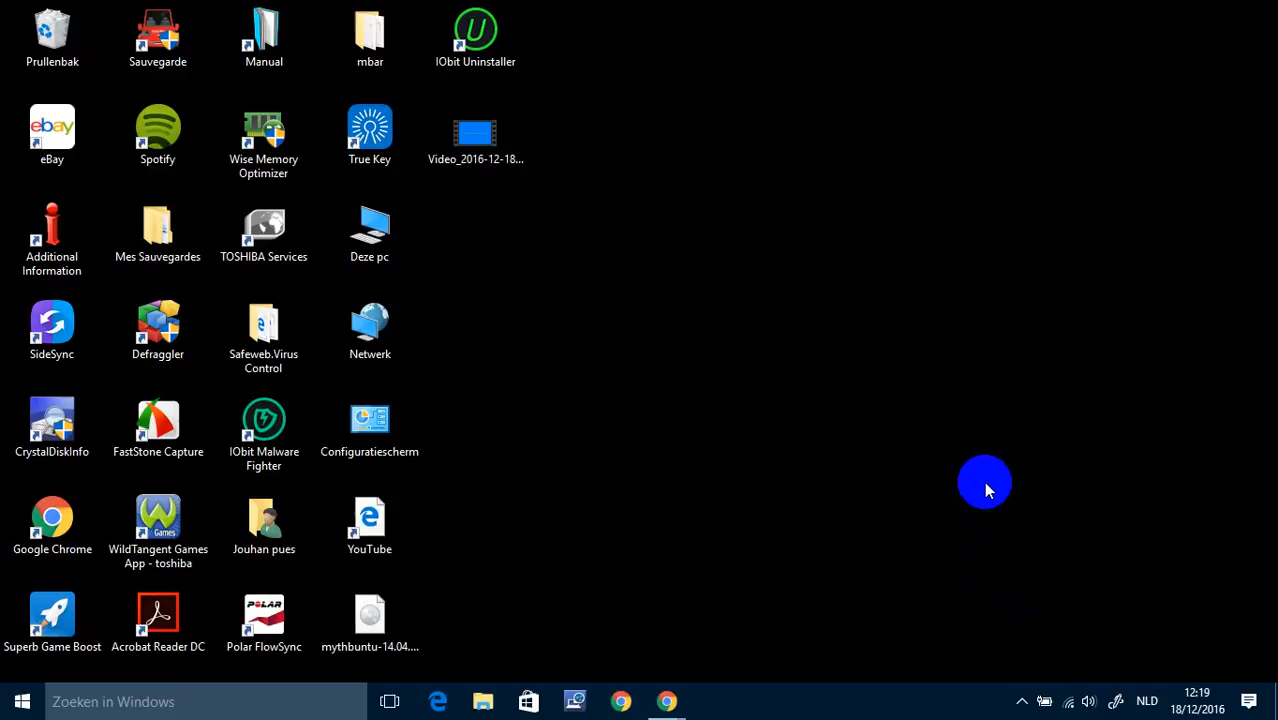 Prullenbak
Sauvegarde
Manual
mbar
IObit Uninstaller
ebay
eBay
Spotify
Wise Memory
Optimizer
True Key
Video_2016-12-18...
Additional
Information
Mes Sauvegardes
TOSHIBA Services
Deze pc
SideSync
Defraggler
Safeweb.Virus
Control
Netwerk
CrystalDiskInfo
FastStone Capture
IObit Malware
Fighter
Configuratiescherm
Google Chrome
Games
WildTangent Games
App - toshiba
Jouhan pues
YouTube
Superb Game Boost
Acrobat Reader DC
POLAR
Polar FlowSync
mythbuntu-14.04....
Zoeken in Windows
NLD
12:19
18/12/2016